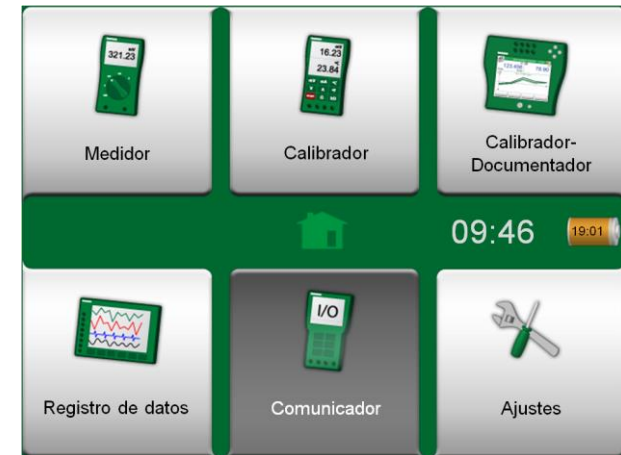 321.23
16.23
23.84
Medidor
Calibrador
Calibrador-
Documentador
09:46
19:01
I/O
Registro de datos
Comunicador
Ajustes